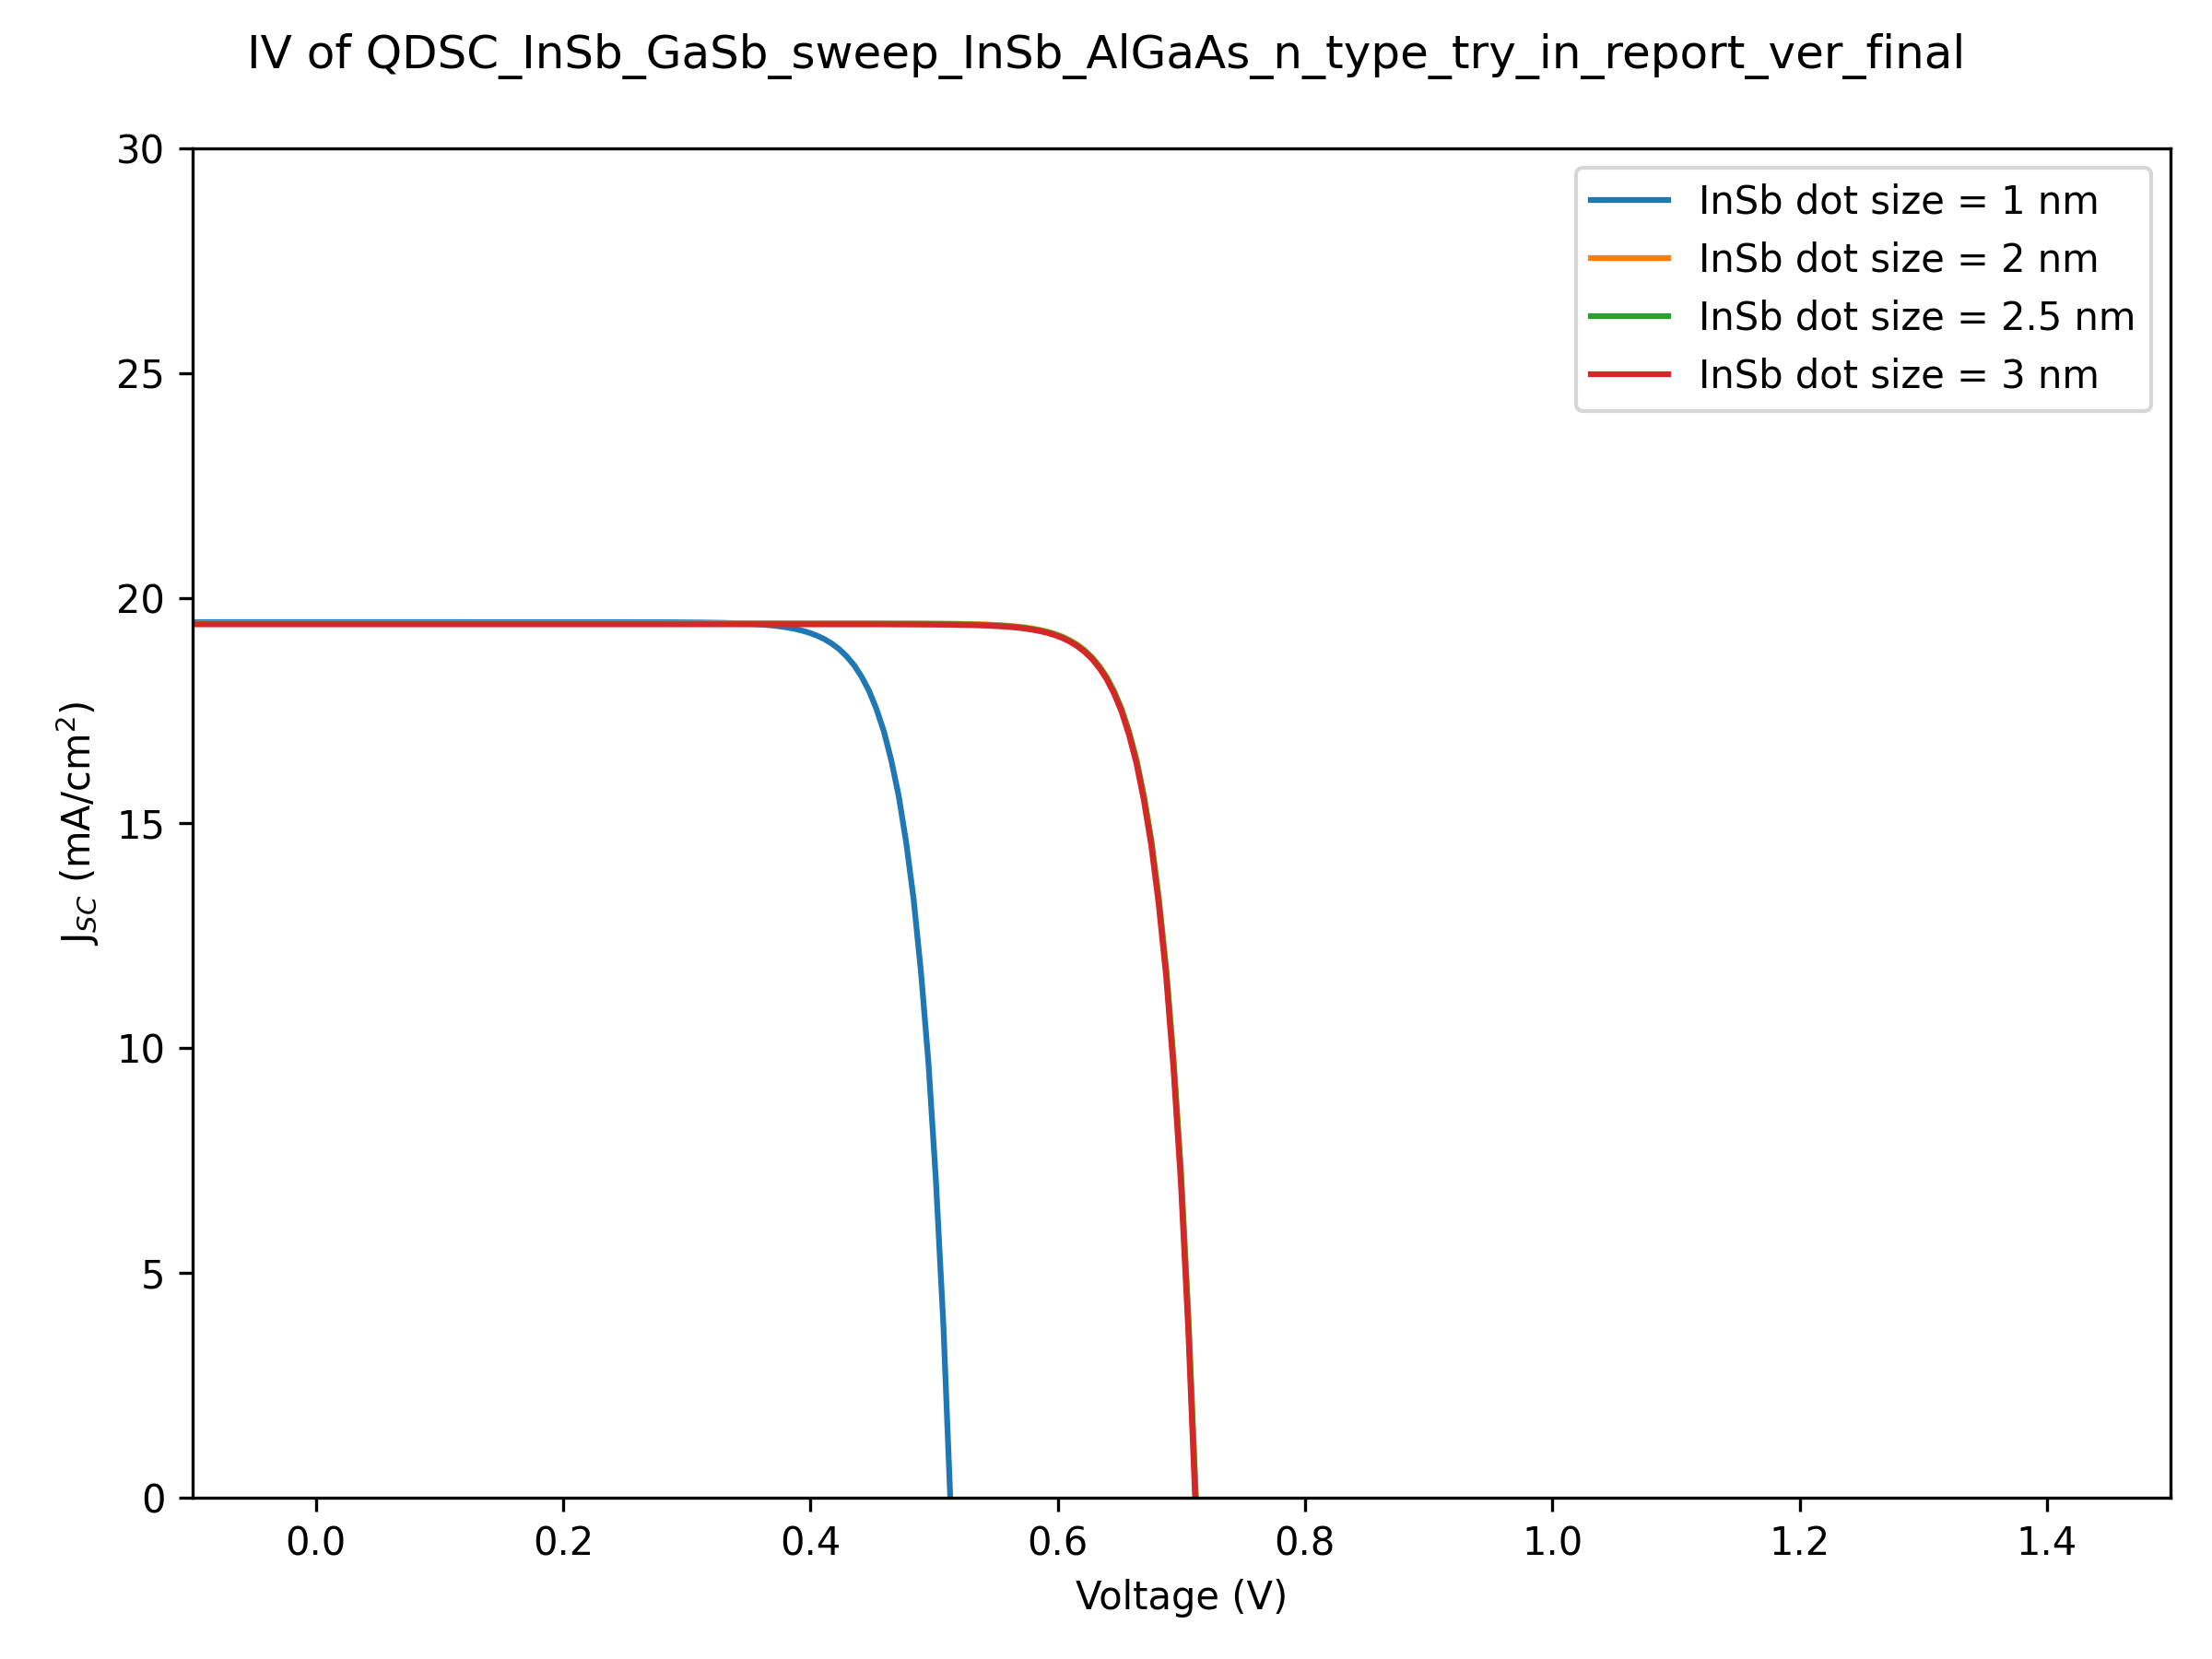 IV of QDSC_InSb_GaSb_sweep_InSb_AlGaAs_n_type_try_in_report_ver_final
InSb dot size = 1 nm
InSb dot size = 2 nm
InSb dot size = 2.5 nm
InSb dot size = 3 nm
30
25
20
15
10
5
0
J$_{SC}$ (mA/cm²)
0.0 0.2 0.4 0.6 0.8 1.0 1.2 1.4
Voltage (V)